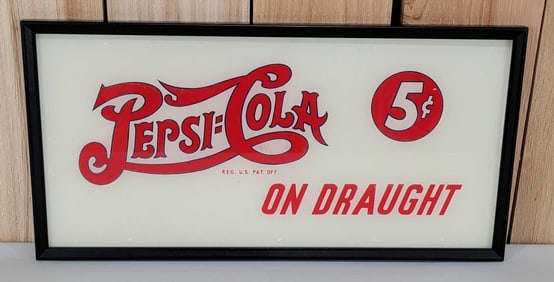 PEPSI:COLA
5¢
REG. U.S. PAT. OFF.
ON DRAUGHT